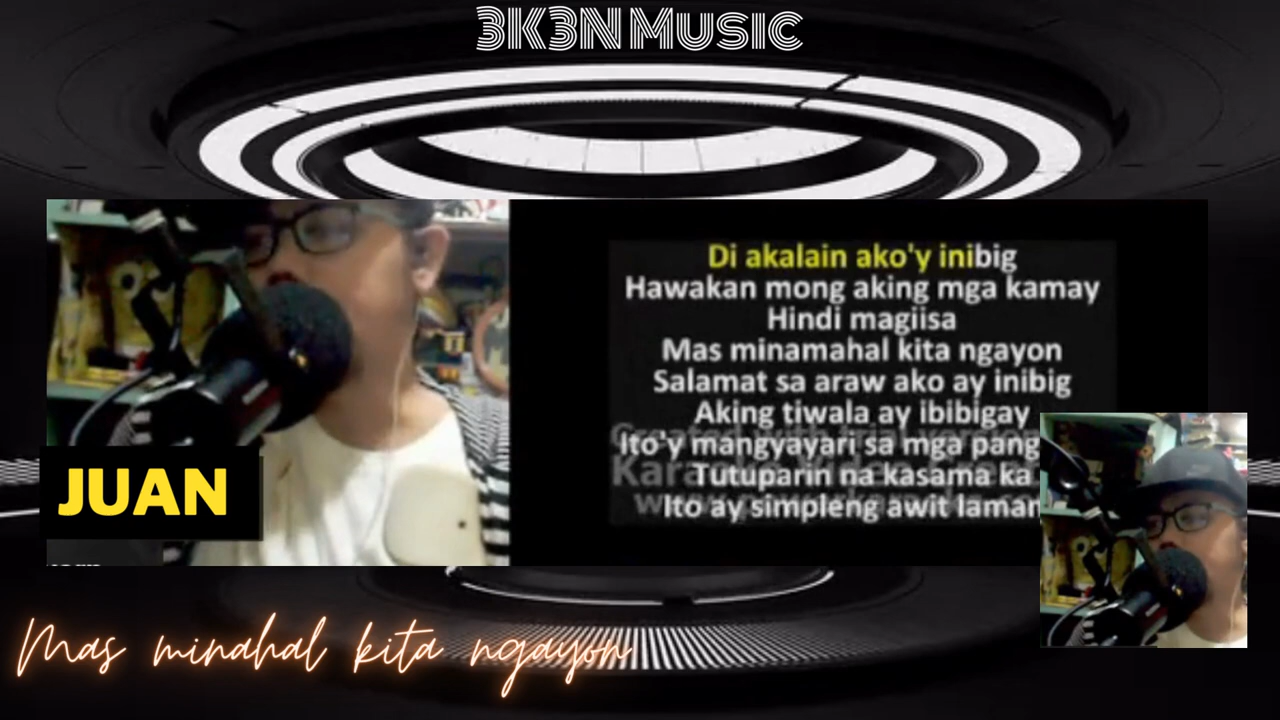 3K3N MUSIC
Di akalain ako'y inibig
Hawakan mong aking mga kamay
Hindi magiisa
Mas minamahal kita ngayon
Salamat sa araw ako ay inibig
Aking tiwala ay ibibigay
Ito'y mangyayari sa mga pang
Tutuparin na kasama ka
Ito ay simpleng awit laman
JUAN
Mas minahal kita ngayon